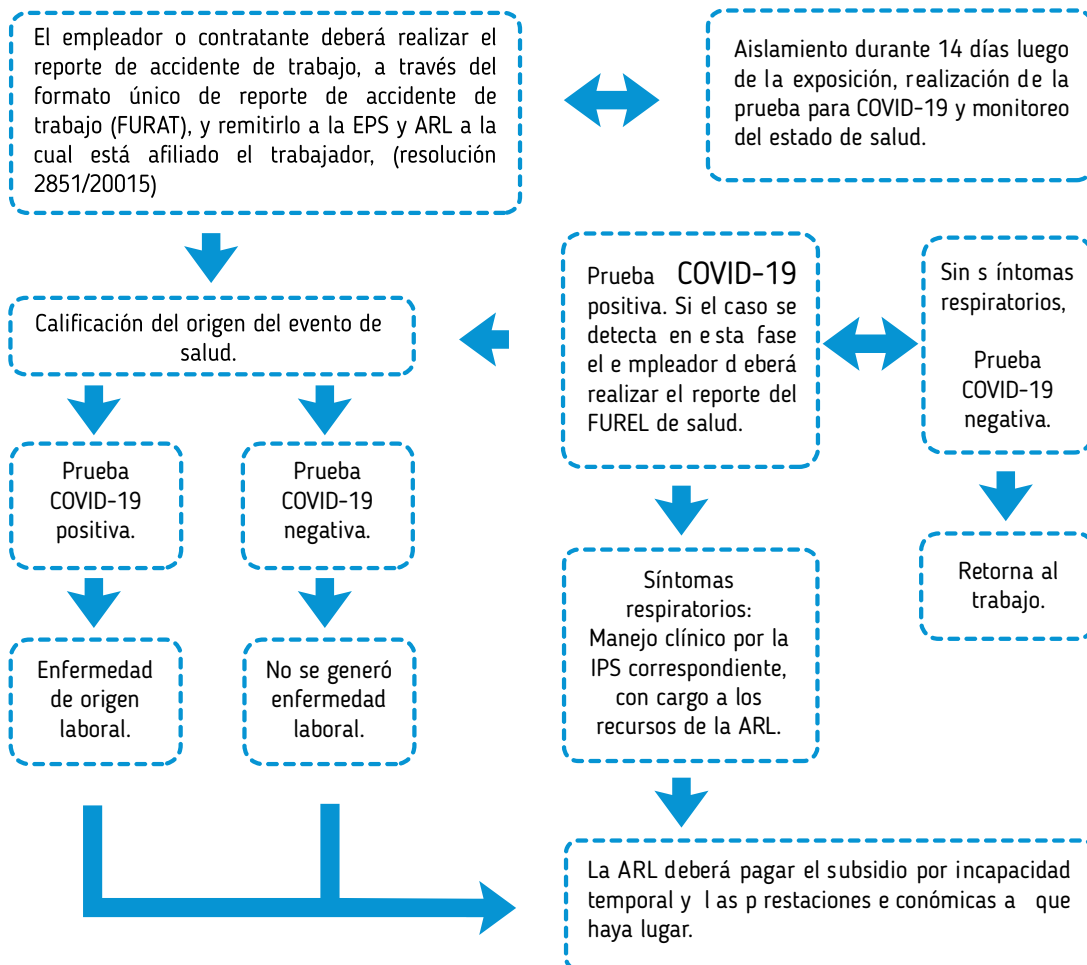 El empleador o contratante deberá realizar el
reporte de accidente de trabajo, a través del
formato único de reporte de accidente de
trabajo (FURAT), y remitirlo a la EPS y ARL a la
cual está afiliado el trabajador, (resolución
2851/20015)
Aislamiento durante 14 días luego
de la exposición, realización de la
prueba para COVID-19 y monitoreo
del estado de salud.
Calificación del origen del evento de
salud.
Prueba COVID-19
positiva. Si el caso se
detecta en e sta fase
el e mpleador d eberá
realizar el reporte del
FUREL de salud.
Sin s íntomas
respiratorios,
Prueba
COVID-19
negativa.
Prueba
COVID-19
positiva.
Prueba
COVID-19
negativa.
Síntomas
respiratorios:
Manejo clínico por la
IPS correspondiente,
con cargo a los
recursos de la ARL.
Retorna al
trabajo.
Enfermedad
de origen
laboral.
No se generó
enfermedad
laboral.
La ARL deberá pagar el subsidio por incapacidad
temporal y l as p restaciones e conómicas a que
haya lugar.